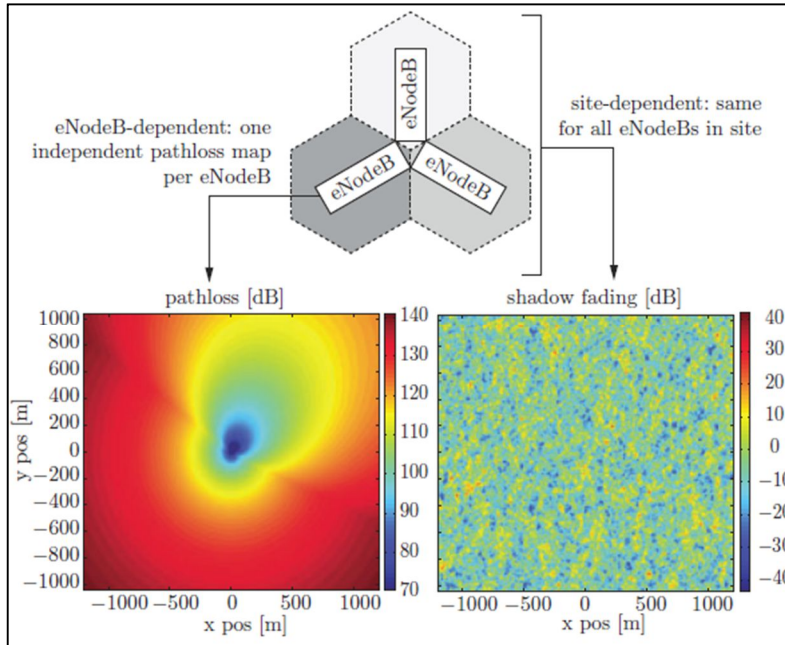 eNodeB
eNodeB-dependent: one
independent pathloss map
per eNodeB
eNodeB
eNodeB
site-dependent: same
for all eNodeBs in site
pathloss [dB]
1000
800
600
400
200
0
−200
−400
−600
−800
−1000
y pos [m]
−1000 −500 0 500 1000
x pos [m]
140
130
120
110
100
90
80
70
shadow fading [dB]
−1000 −500 0 500 1000
x pos [m]
40
30
20
10
0
−10
−20
−30
−40